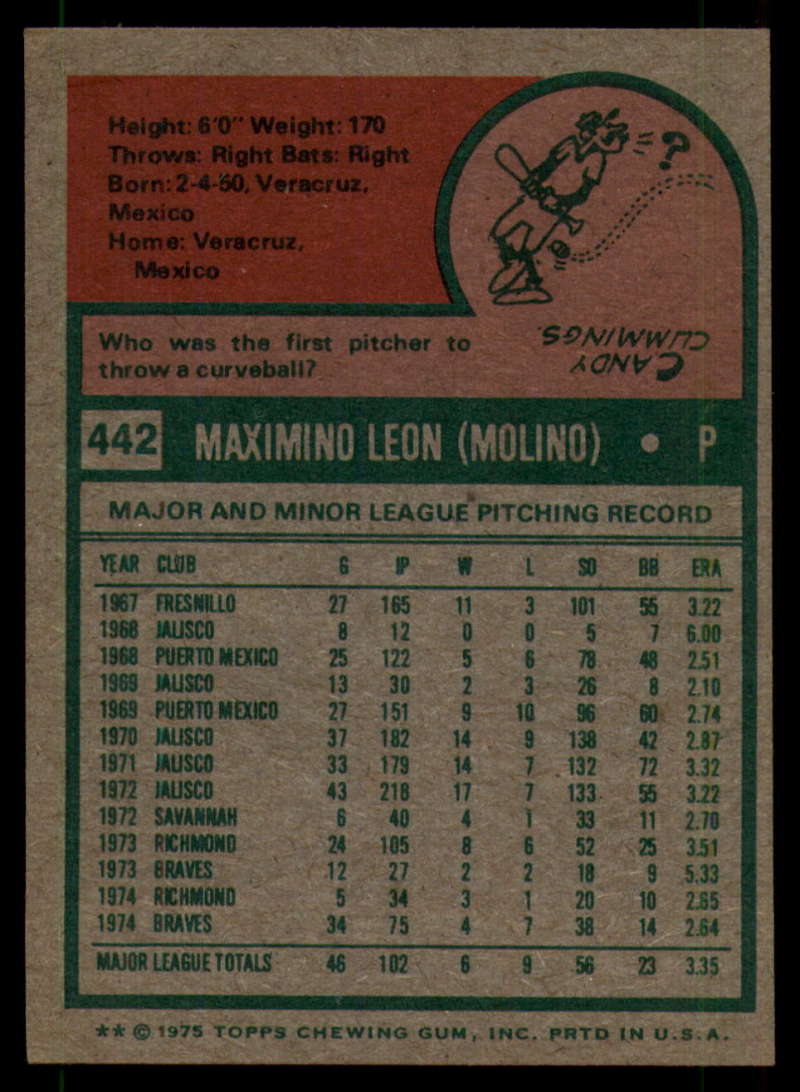 Height: 6'0" Weight: 170
Throws: Right Bats: Right
Born: 2-4-50, Veracruz,
Mexico
Home: Veracruz,
Mexico
?
Who was the first pitcher to
throw a curveball?
CANDY
CUMMINGS.
442 MAXIMINO LEON (MOLINO) • P
MAJOR AND MINOR LEAGUE PITCHING RECORD
YEAR CLUB G IP W L SO BB ERA
1967 FRESNILLO 27 165 11 3 101 55 3.22
1968 JALISCO 8 12 0 0 5 7 6.00
1968 PUERTO MEXICO 25 122 5 6 78 48 2.51
1969 JALISCO 13 30 2 3 26 8 2.10
1969 PUERTO MEXICO 27 151 9 10 96 60 2.74
1970 JALISCO 37 182 14 9 138 42 2.87
1971 JALISCO 33 179 14 7 132 72 3.32
1972 JALISCO 43 218 17 7 133 55 3.22
1972 SAVANNAH 6 40 4 1 33 11 2.70
1973 RICHMOND 24 105 8 6 52 25 3.51
1973 BRAVES 12 27 2 2 18 9 5.33
1974 RICHMOND 5 34 3 1 20 10 2.65
1974 BRAVES 34 75 4 7 38 14 2.64
MAJOR LEAGUE TOTALS 46 102 6 9 56 23 3.35
** © 1975 TOPPS CHEWING GUM, INC. PRTD IN U.S.A.